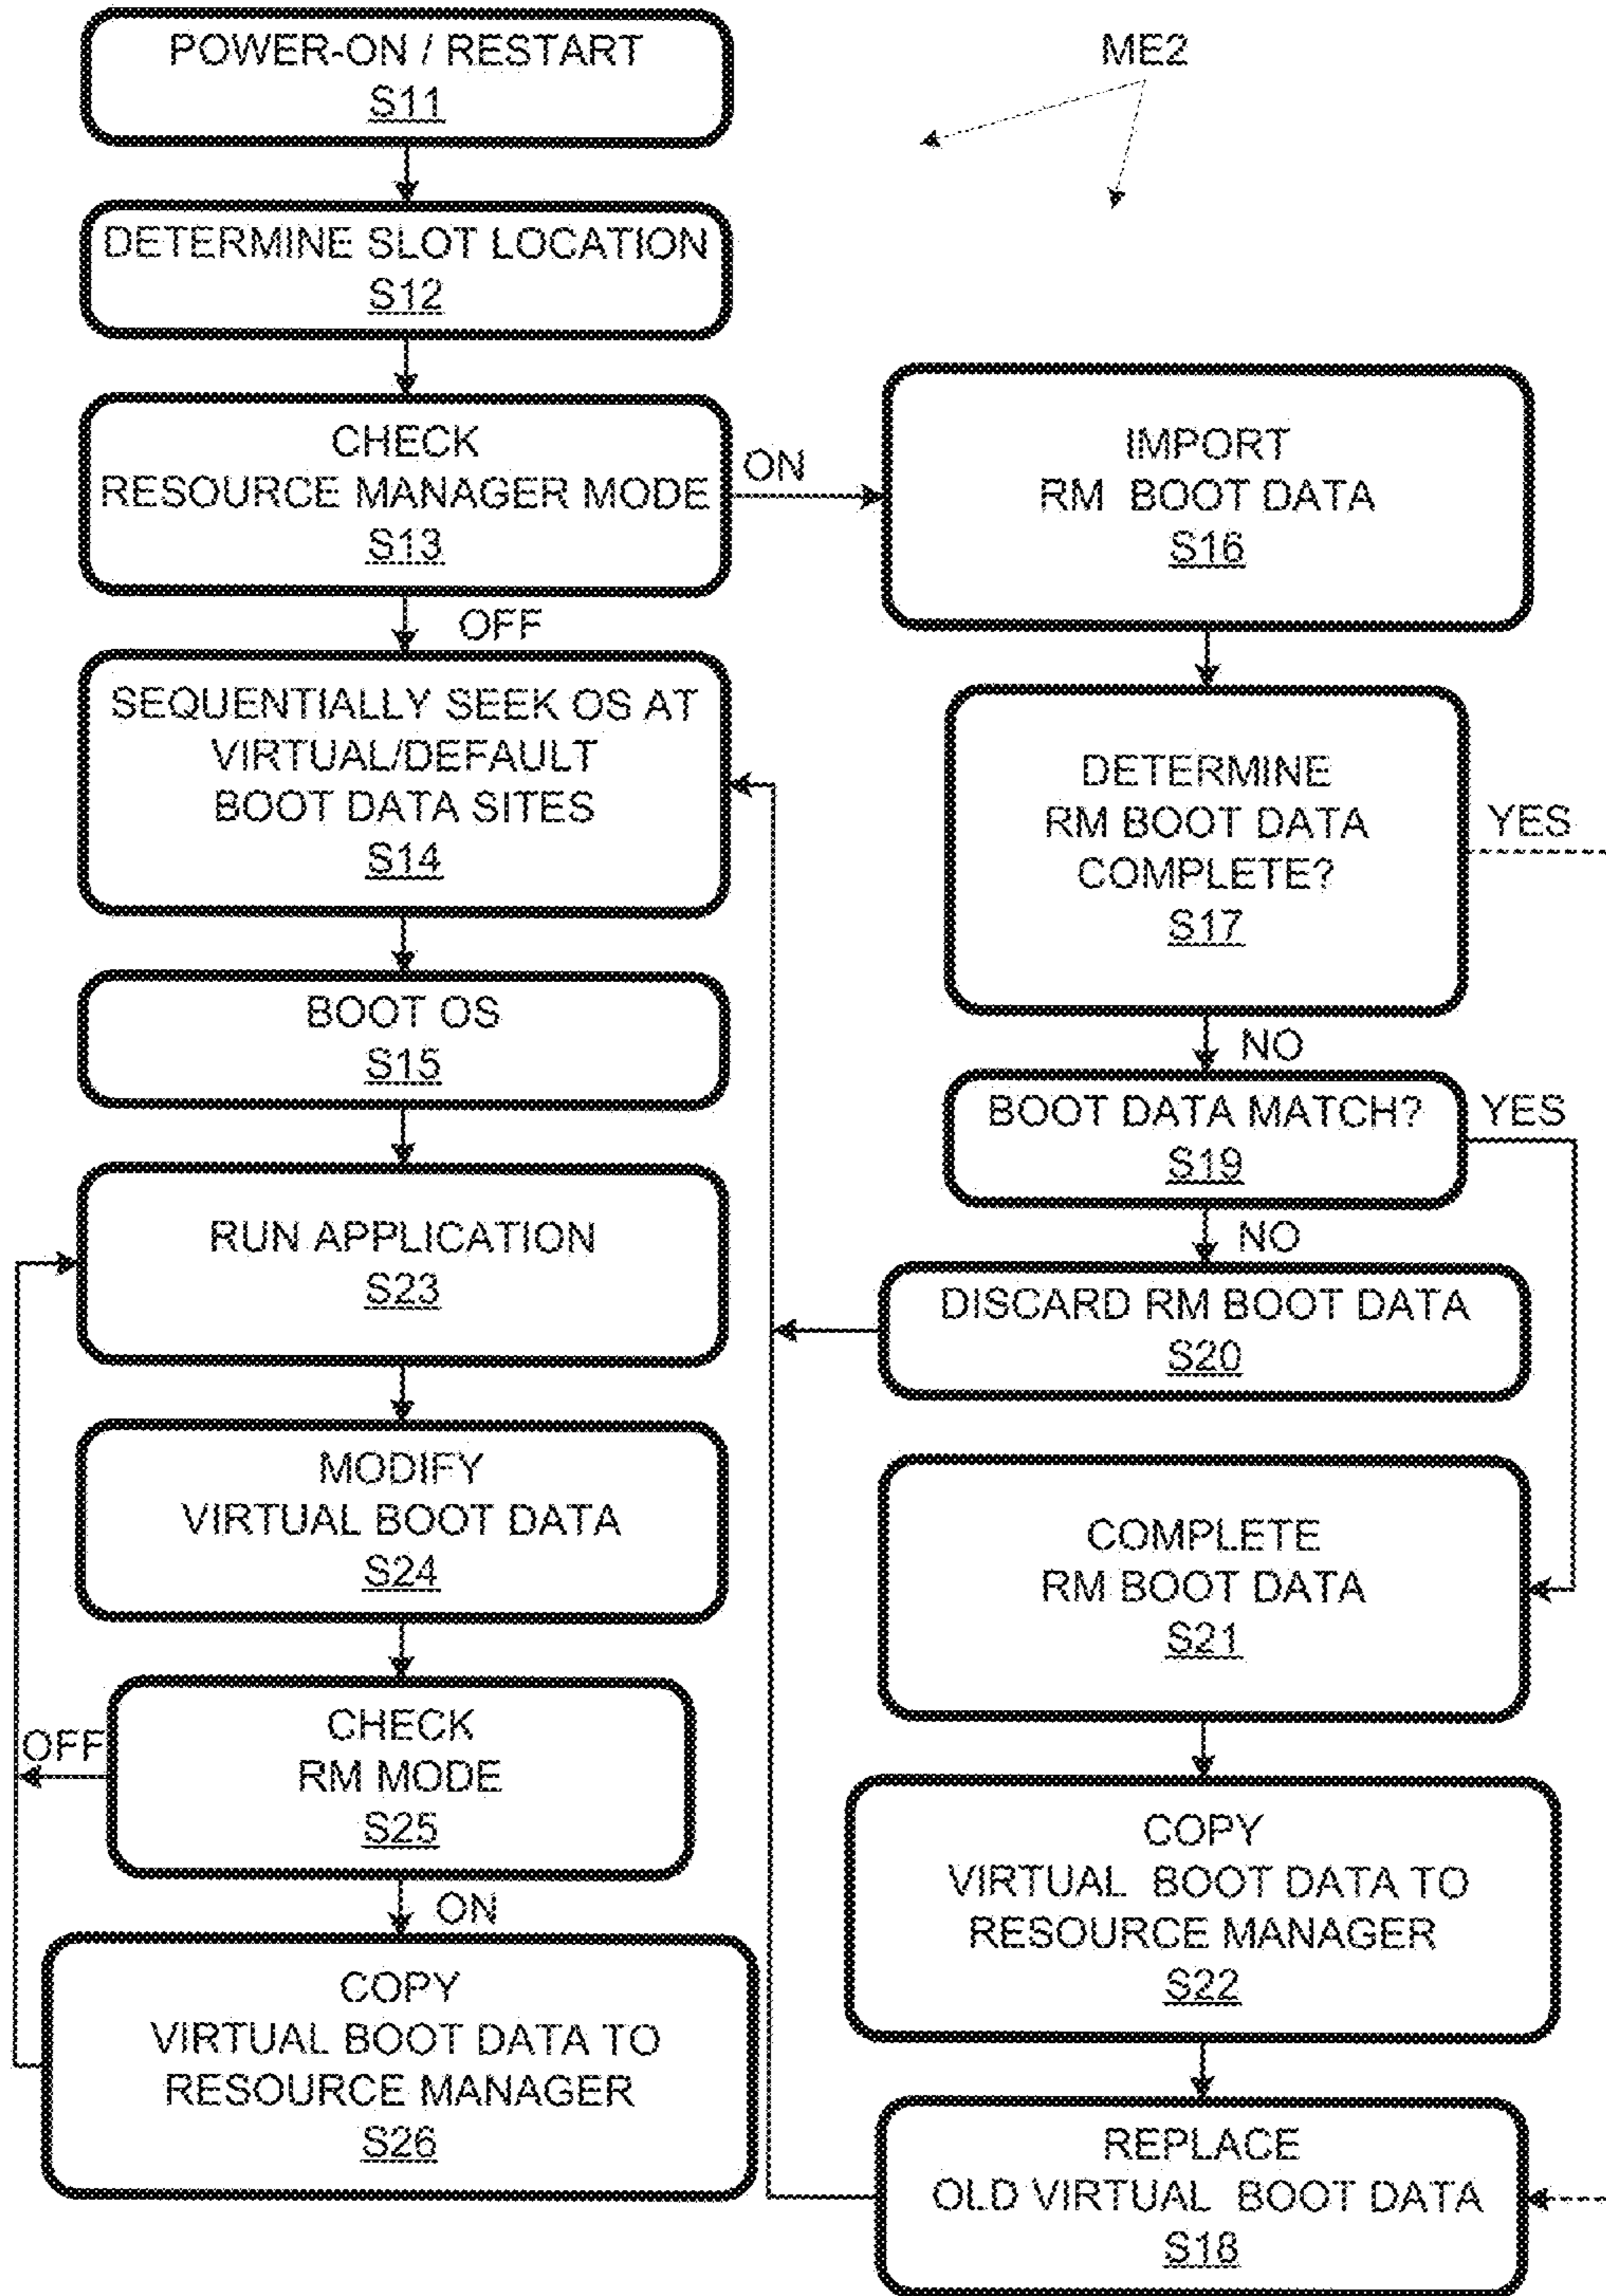 POWER-ON / RESTART
S11
ME2
DETERMINE SLOT LOCATION
S12
CHECK
RESOURCE MANAGER MODE
S13
ON
OFF
IMPORT
RM BOOT DATA
S16
SEQUENTIALLY SEEK OS AT
VIRTUAL/DEFAULT
BOOT DATA SITES
S14
DETERMINE
RM BOOT DATA
COMPLETE?
S17
YES
NO
BOOT OS
S15
BOOT DATA MATCH?
S19
YES
NO
RUN APPLICATION
S23
DISCARD RM BOOT DATA
S20
MODIFY
VIRTUAL BOOT DATA
S24
COMPLETE
RM BOOT DATA
S21
CHECK
RM MODE
S25
OFF
ON
COPY
VIRTUAL BOOT DATA TO
RESOURCE MANAGER
S22
COPY
VIRTUAL BOOT DATA TO
RESOURCE MANAGER
S26
REPLACE
OLD VIRTUAL BOOT DATA
S18